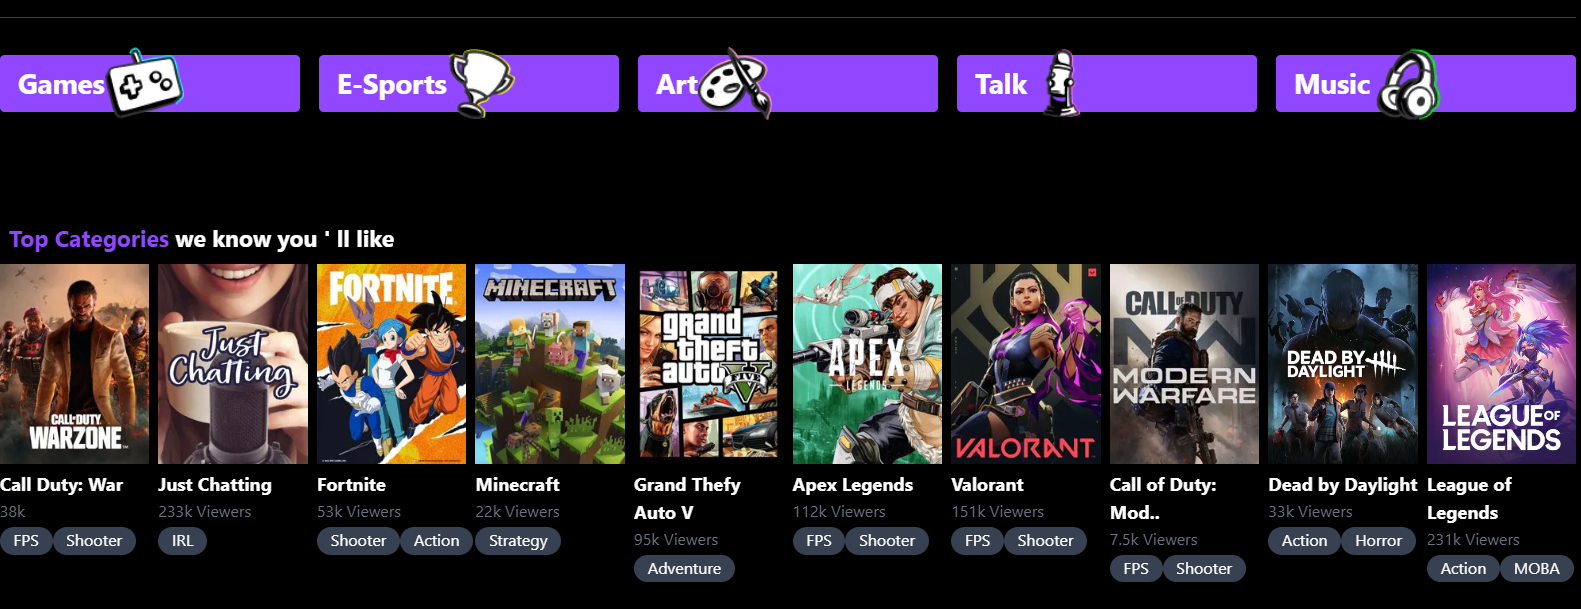 Games
E-Sports
Art
Talk
Music
Top Categories we know you ' ll like
FORTNITE
MINECRAFT
Just
Chatting
grand
theft
auto
V
APEX
LEGENDS
CALL OF DUTY
MODERN
WARFARE
DEAD BY
DAYLIGHT
CALL OF DUTY
WARZONE
VALORANT
LEAGUE OF
LEGENDS
Call Duty: War
38k
FPS Shooter
Just Chatting
233k Viewers
IRL
Fortnite
53k Viewers
Shooter Action
Minecraft
22k Viewers
Strategy
Grand Thefy
Auto V
95k Viewers
Adventure
Apex Legends
112k Viewers
FPS Shooter
Valorant
151k Viewers
FPS Shooter
Call of Duty:
Mod..
7.5k Viewers
FPS Shooter
Dead by Daylight
33k Viewers
Action Horror
League of
Legends
231k Viewers
Action MOBA